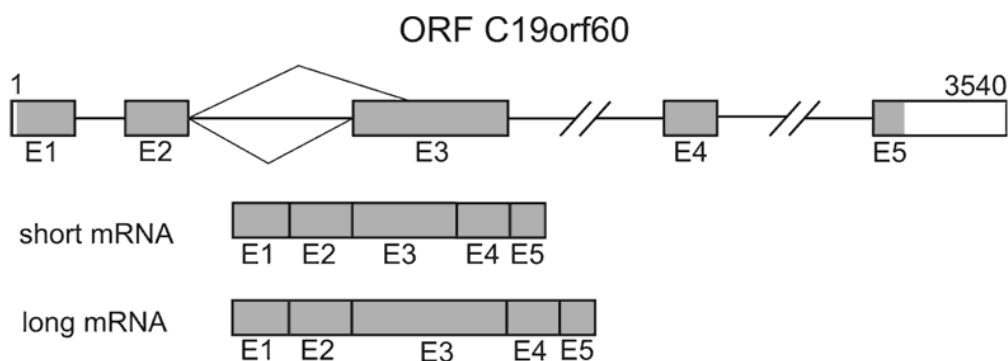 ORF C19orf60
1 3540
E1 E2 E3 E4 E5
short mRNA
E1 E2 E3 E4 E5
long mRNA
E1 E2 E3 E4 E5